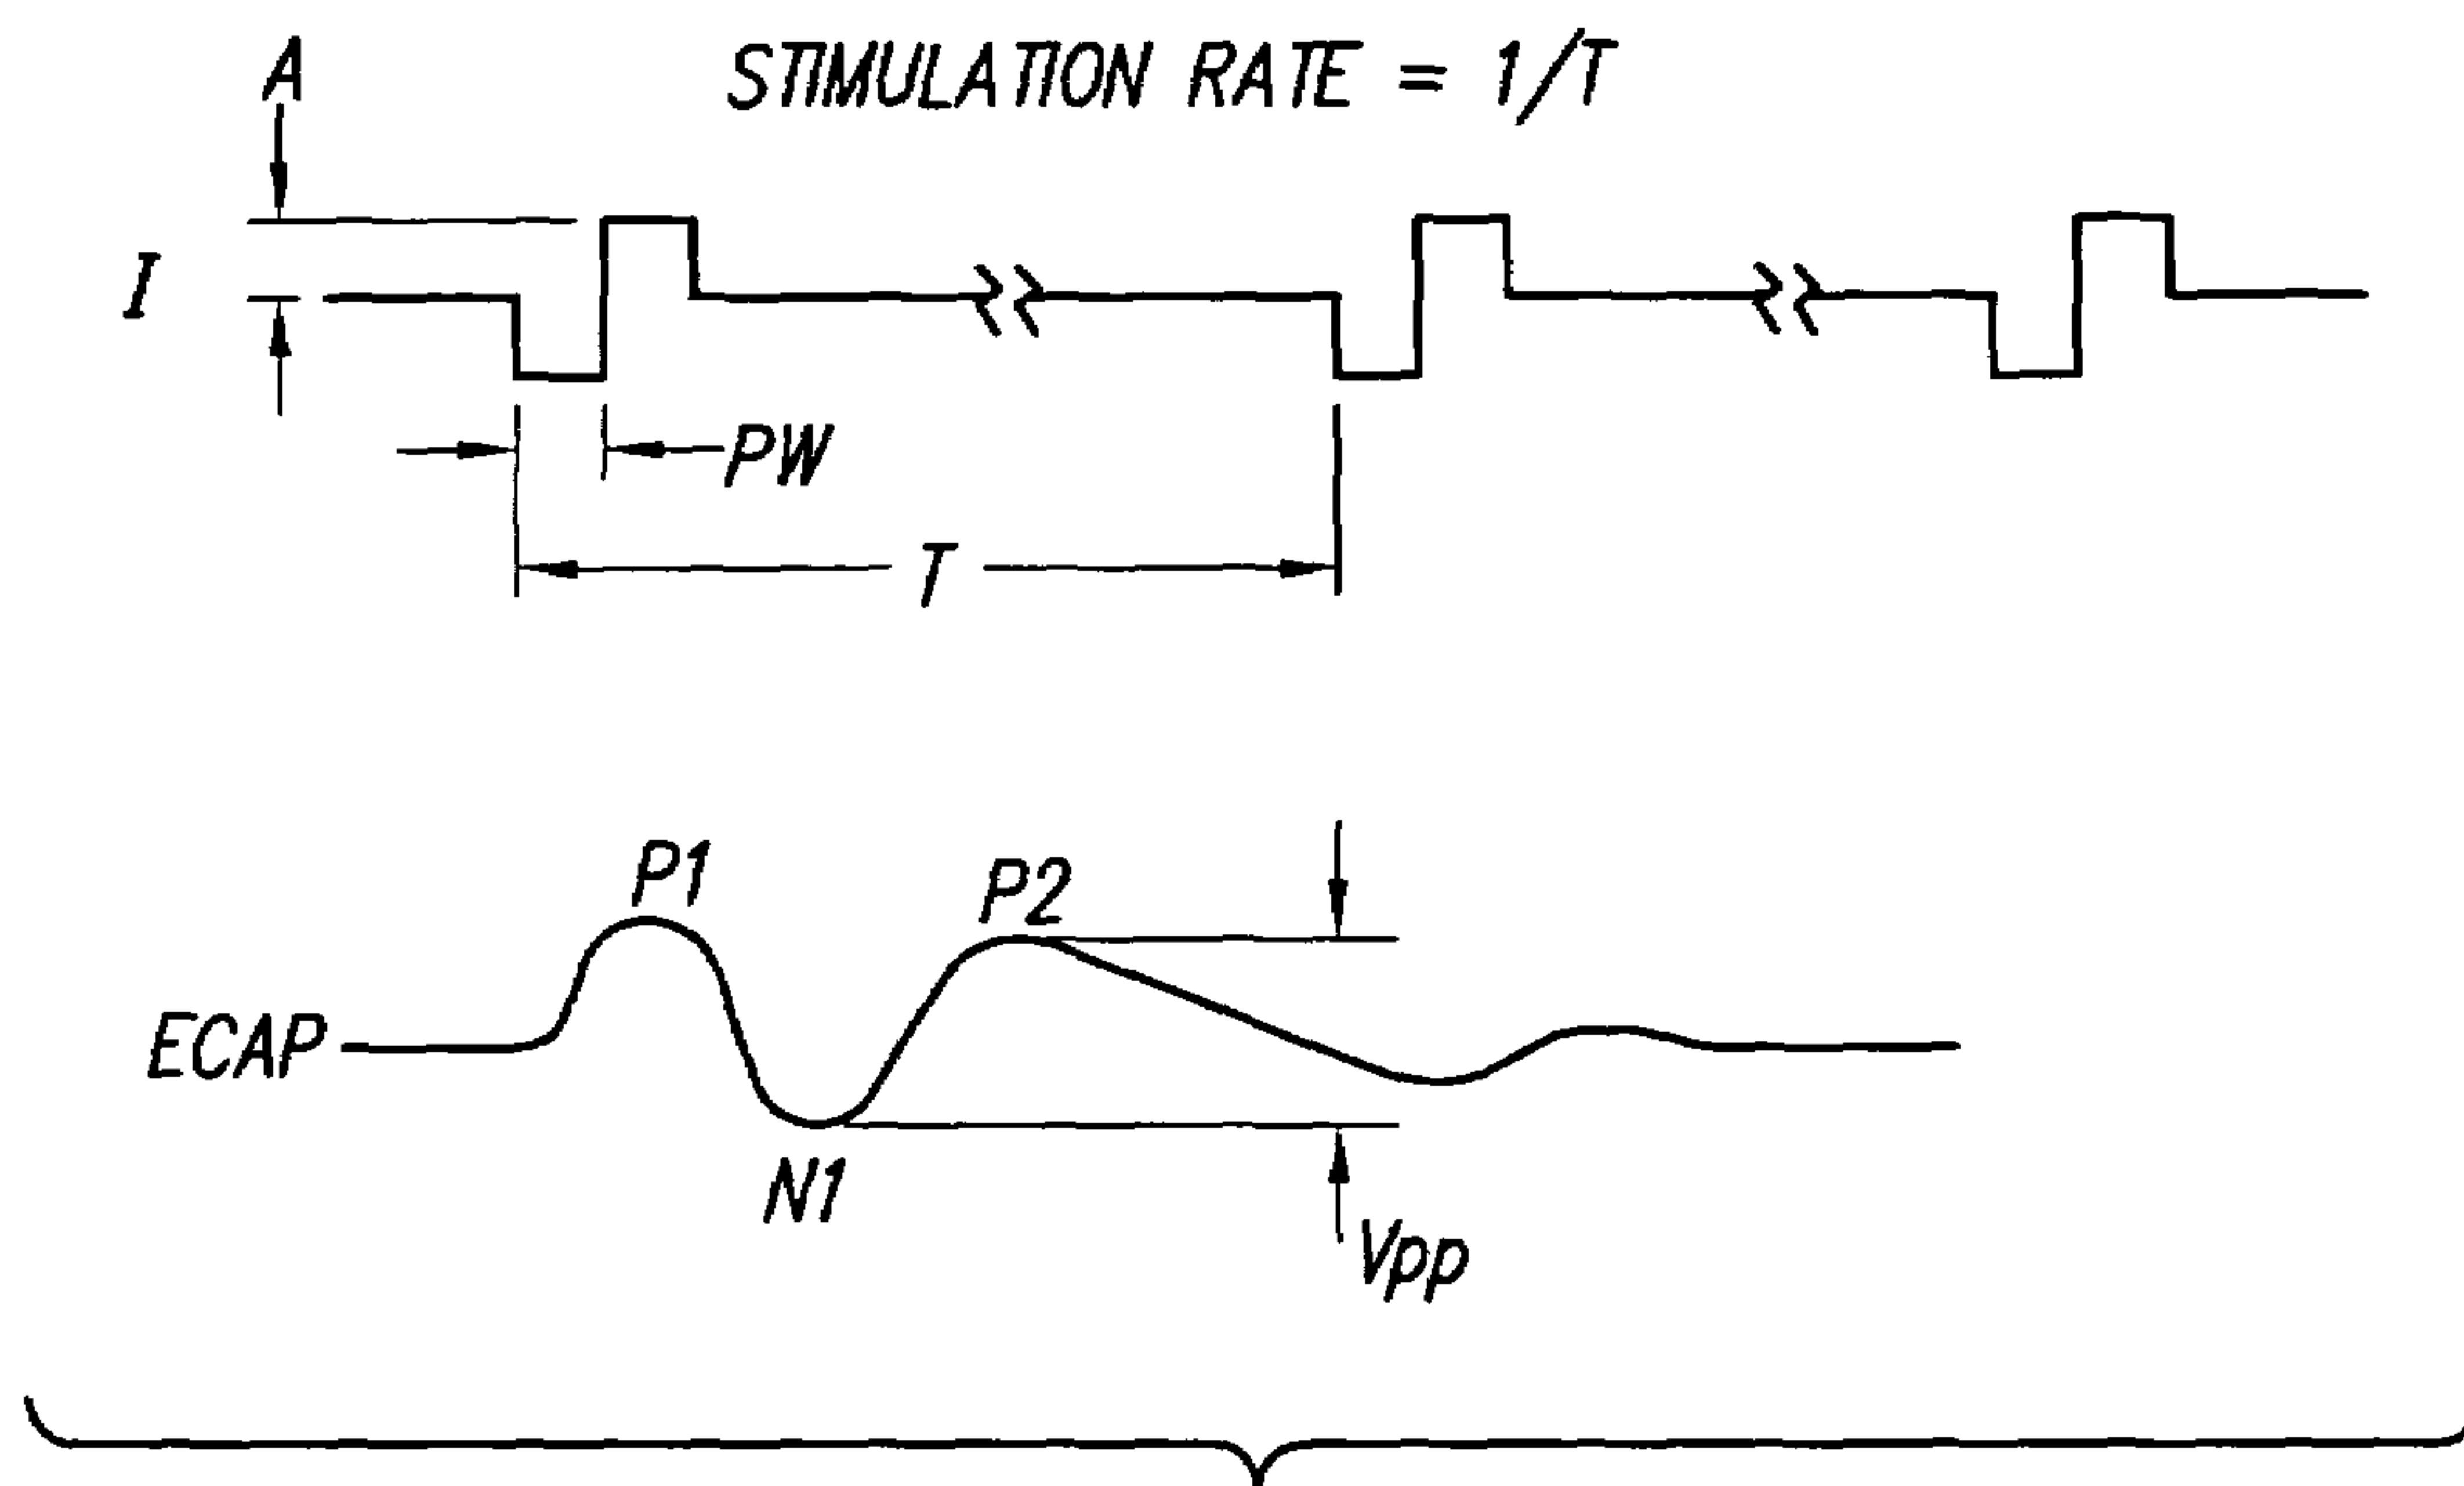 A
STIMULATION RATE = 1/T
I
PW
T
P1
P2
ECAP
N1
Vpp